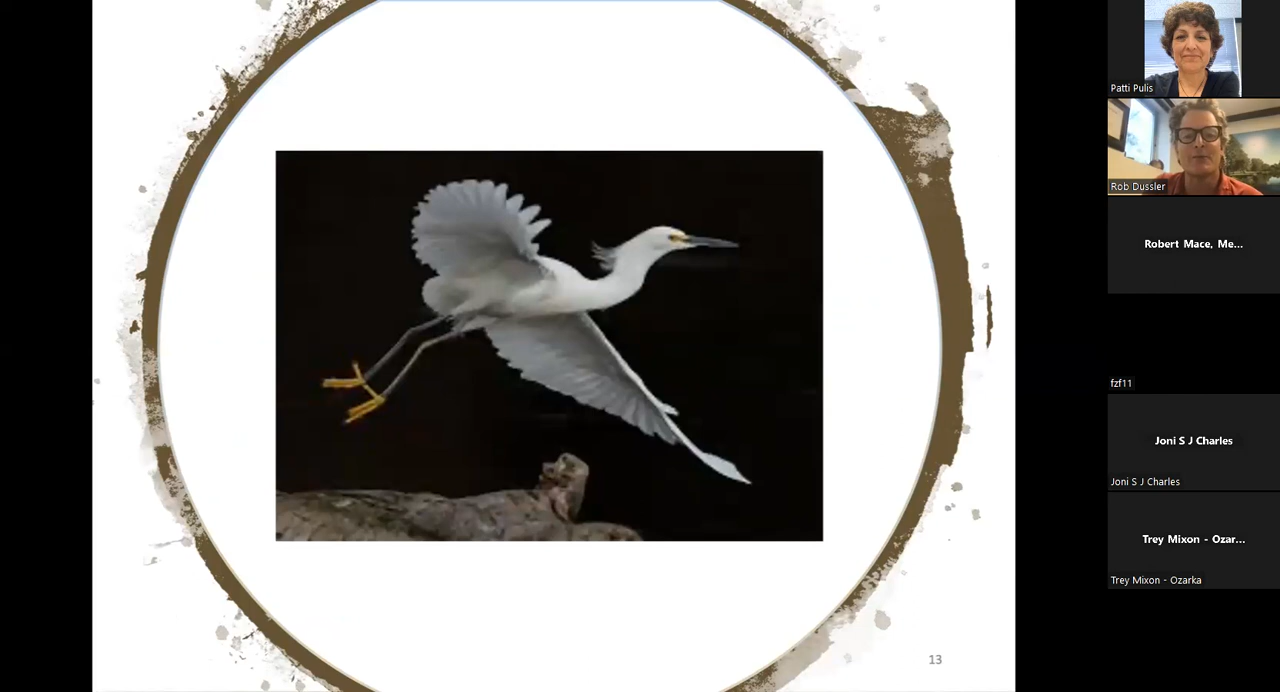 Patti Pulis
Rob Dussler
Robert Mace, Me...
fzf11
Joni S J Charles
Joni S J Charles
Trey Mixon - Ozar...
Trey Mixon - Ozarka
13